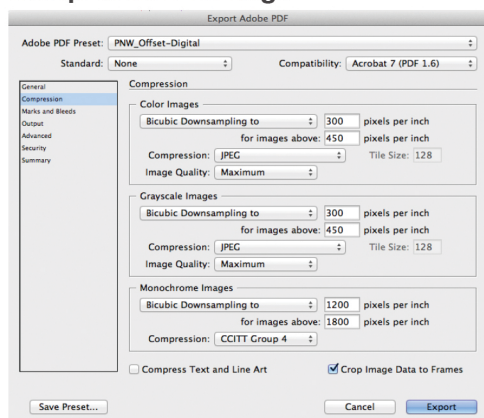 Export Adobe PDF
Adobe PDF Preset: PNW_Offset-Digital
Standard: None Compatibility: Acrobat 7 (PDF 1.6)
General
Compression
Marks and Bleeds
Output
Advanced
Security
Summary
Compression
Color Images
Bicubic Downsampling to 300 pixels per inch
for images above: 450 pixels per inch
Compression: JPEG Tile Size: 128
Image Quality: Maximum
Grayscale Images
Bicubic Downsampling to 300 pixels per inch
for images above: 450 pixels per inch
Compression: JPEG Tile Size: 128
Image Quality: Maximum
Monochrome Images
Bicubic Downsampling to 1200 pixels per inch
for images above: 1800 pixels per inch
Compression: CCITT Group 4
Compress Text and Line Art Crop Image Data to Frames
Save Preset... Cancel Export